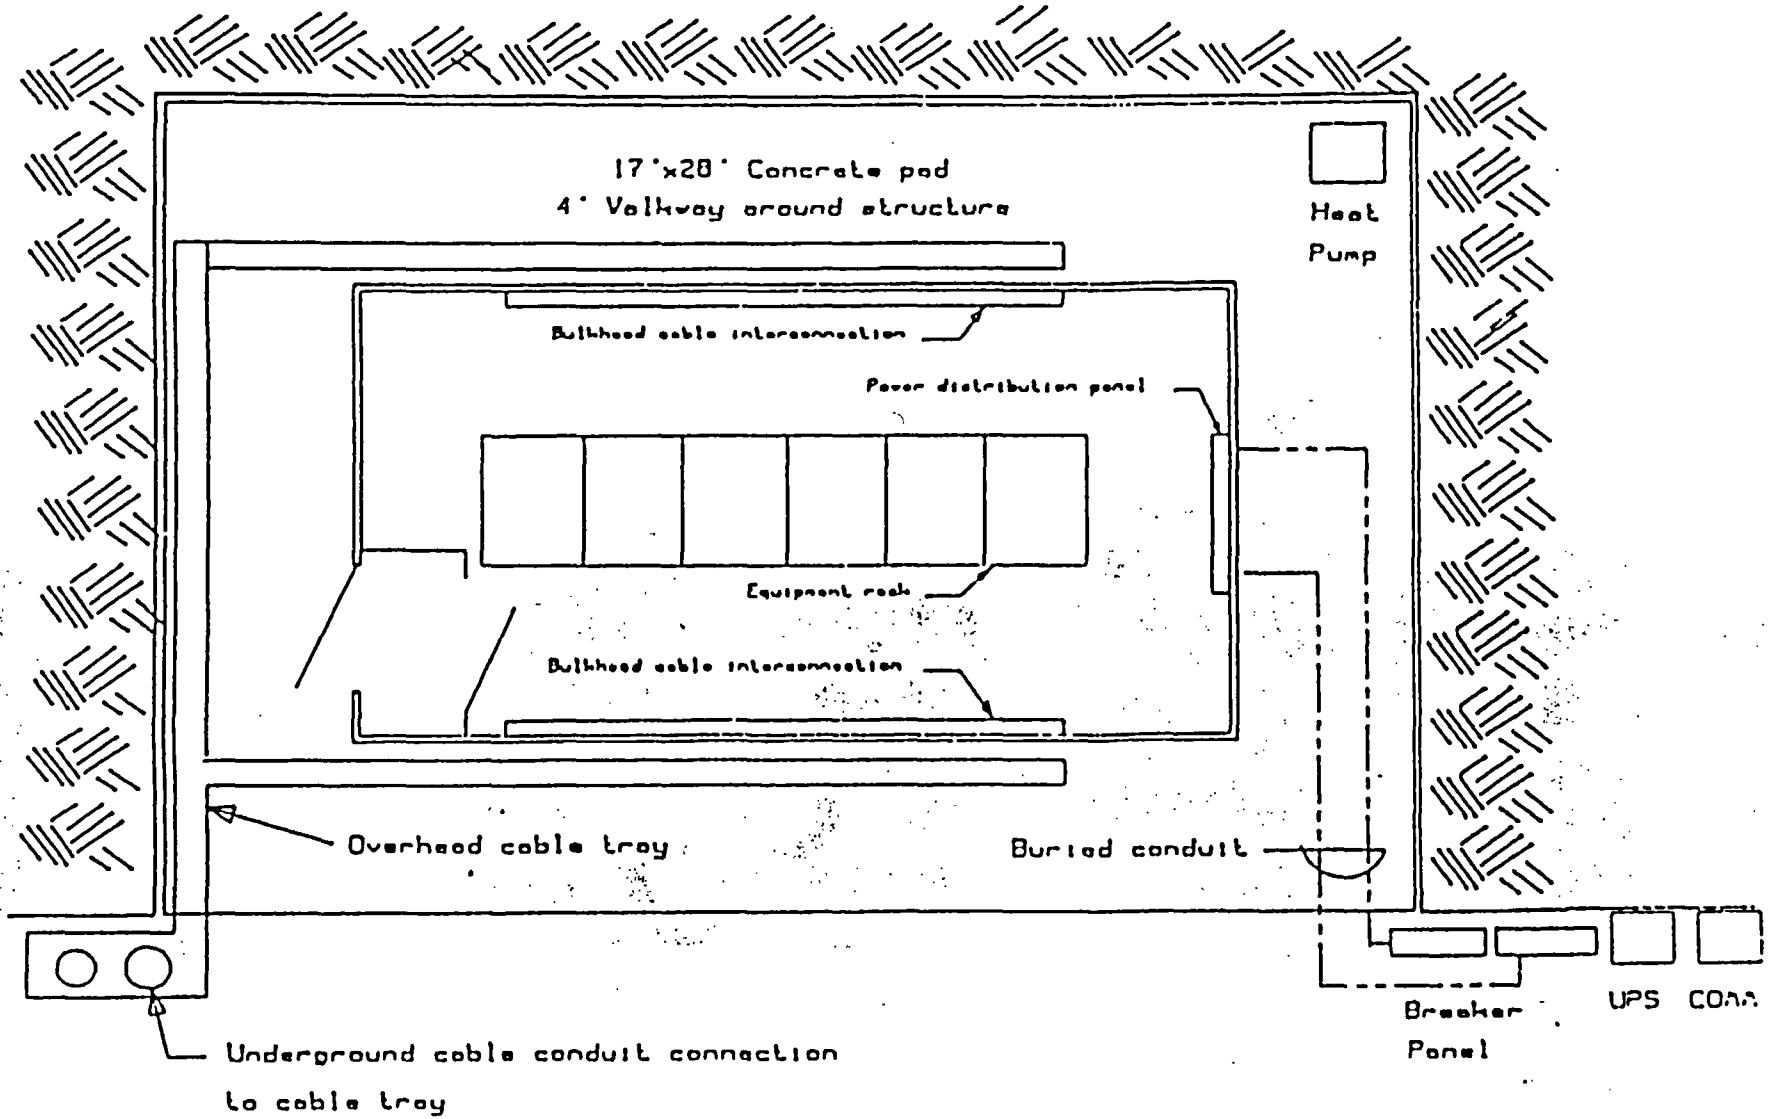 17'x28' Concrete pad
4' Walkway around structure
Heat
Pump
Bulkhead cable interconnection
Power distribution panel
Equipment rack
Bulkhead cable interconnection
Overhead cable tray
Buried conduit
UPS COMM
Breaker
Panel
Underground cable conduit connection
to cable tray